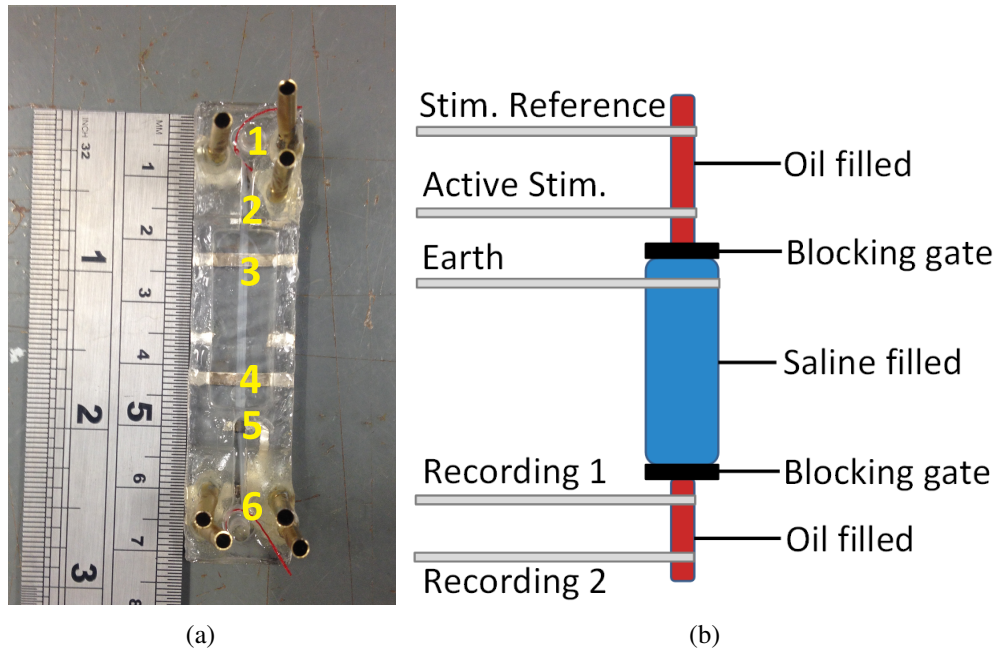 INCH 32
MM
1
2
3
4
5
6
7
8
1
2
3
1
2
3
4
5
6
Stim. Reference
Oil filled
Active Stim.
Blocking gate
Earth
Saline filled
Recording 1
Blocking gate
Oil filled
Recording 2
(a)
(b)